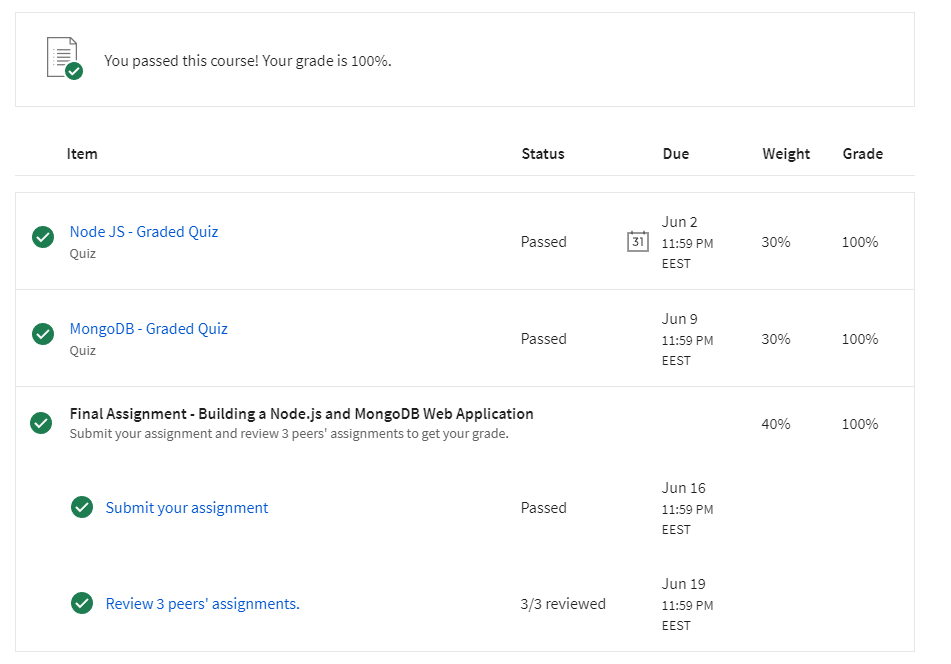 You passed this course! Your grade is 100%.
Item Status Due Weight Grade
Node JS - Graded Quiz
Quiz
Passed
31
Jun 2
11:59 PM
EEST
30%
100%
MongoDB - Graded Quiz
Quiz
Passed
Jun 9
11:59 PM
EEST
30%
100%
Final Assignment - Building a Node.js and MongoDB Web Application
Submit your assignment and review 3 peers' assignments to get your grade.
40%
100%
Submit your assignment
Passed
Jun 16
11:59 PM
EEST
Review 3 peers' assignments.
3/3 reviewed
Jun 19
11:59 PM
EEST